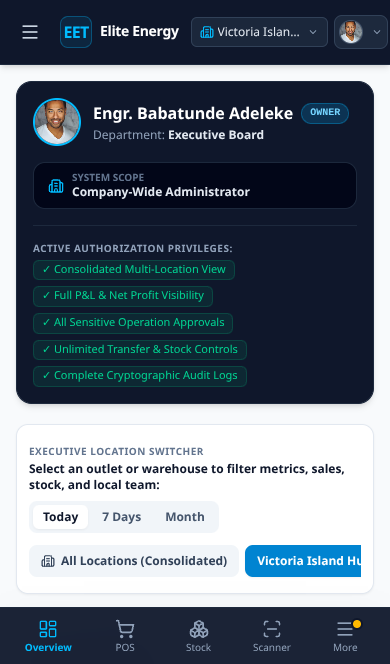 EET
Elite Energy
Victoria Islan...
Engr. Babatunde Adeleke
OWNER
Department: Executive Board
SYSTEM SCOPE
Company-Wide Administrator
ACTIVE AUTHORIZATION PRIVILEGES:
✓ Consolidated Multi-Location View
✓ Full P&L & Net Profit Visibility
✓ All Sensitive Operation Approvals
✓ Unlimited Transfer & Stock Controls
✓ Complete Cryptographic Audit Logs
EXECUTIVE LOCATION SWITCHER
Select an outlet or warehouse to filter metrics, sales,
stock, and local team:
Today 7 Days Month
All Locations (Consolidated) Victoria Island Hu
Overview POS Stock Scanner More